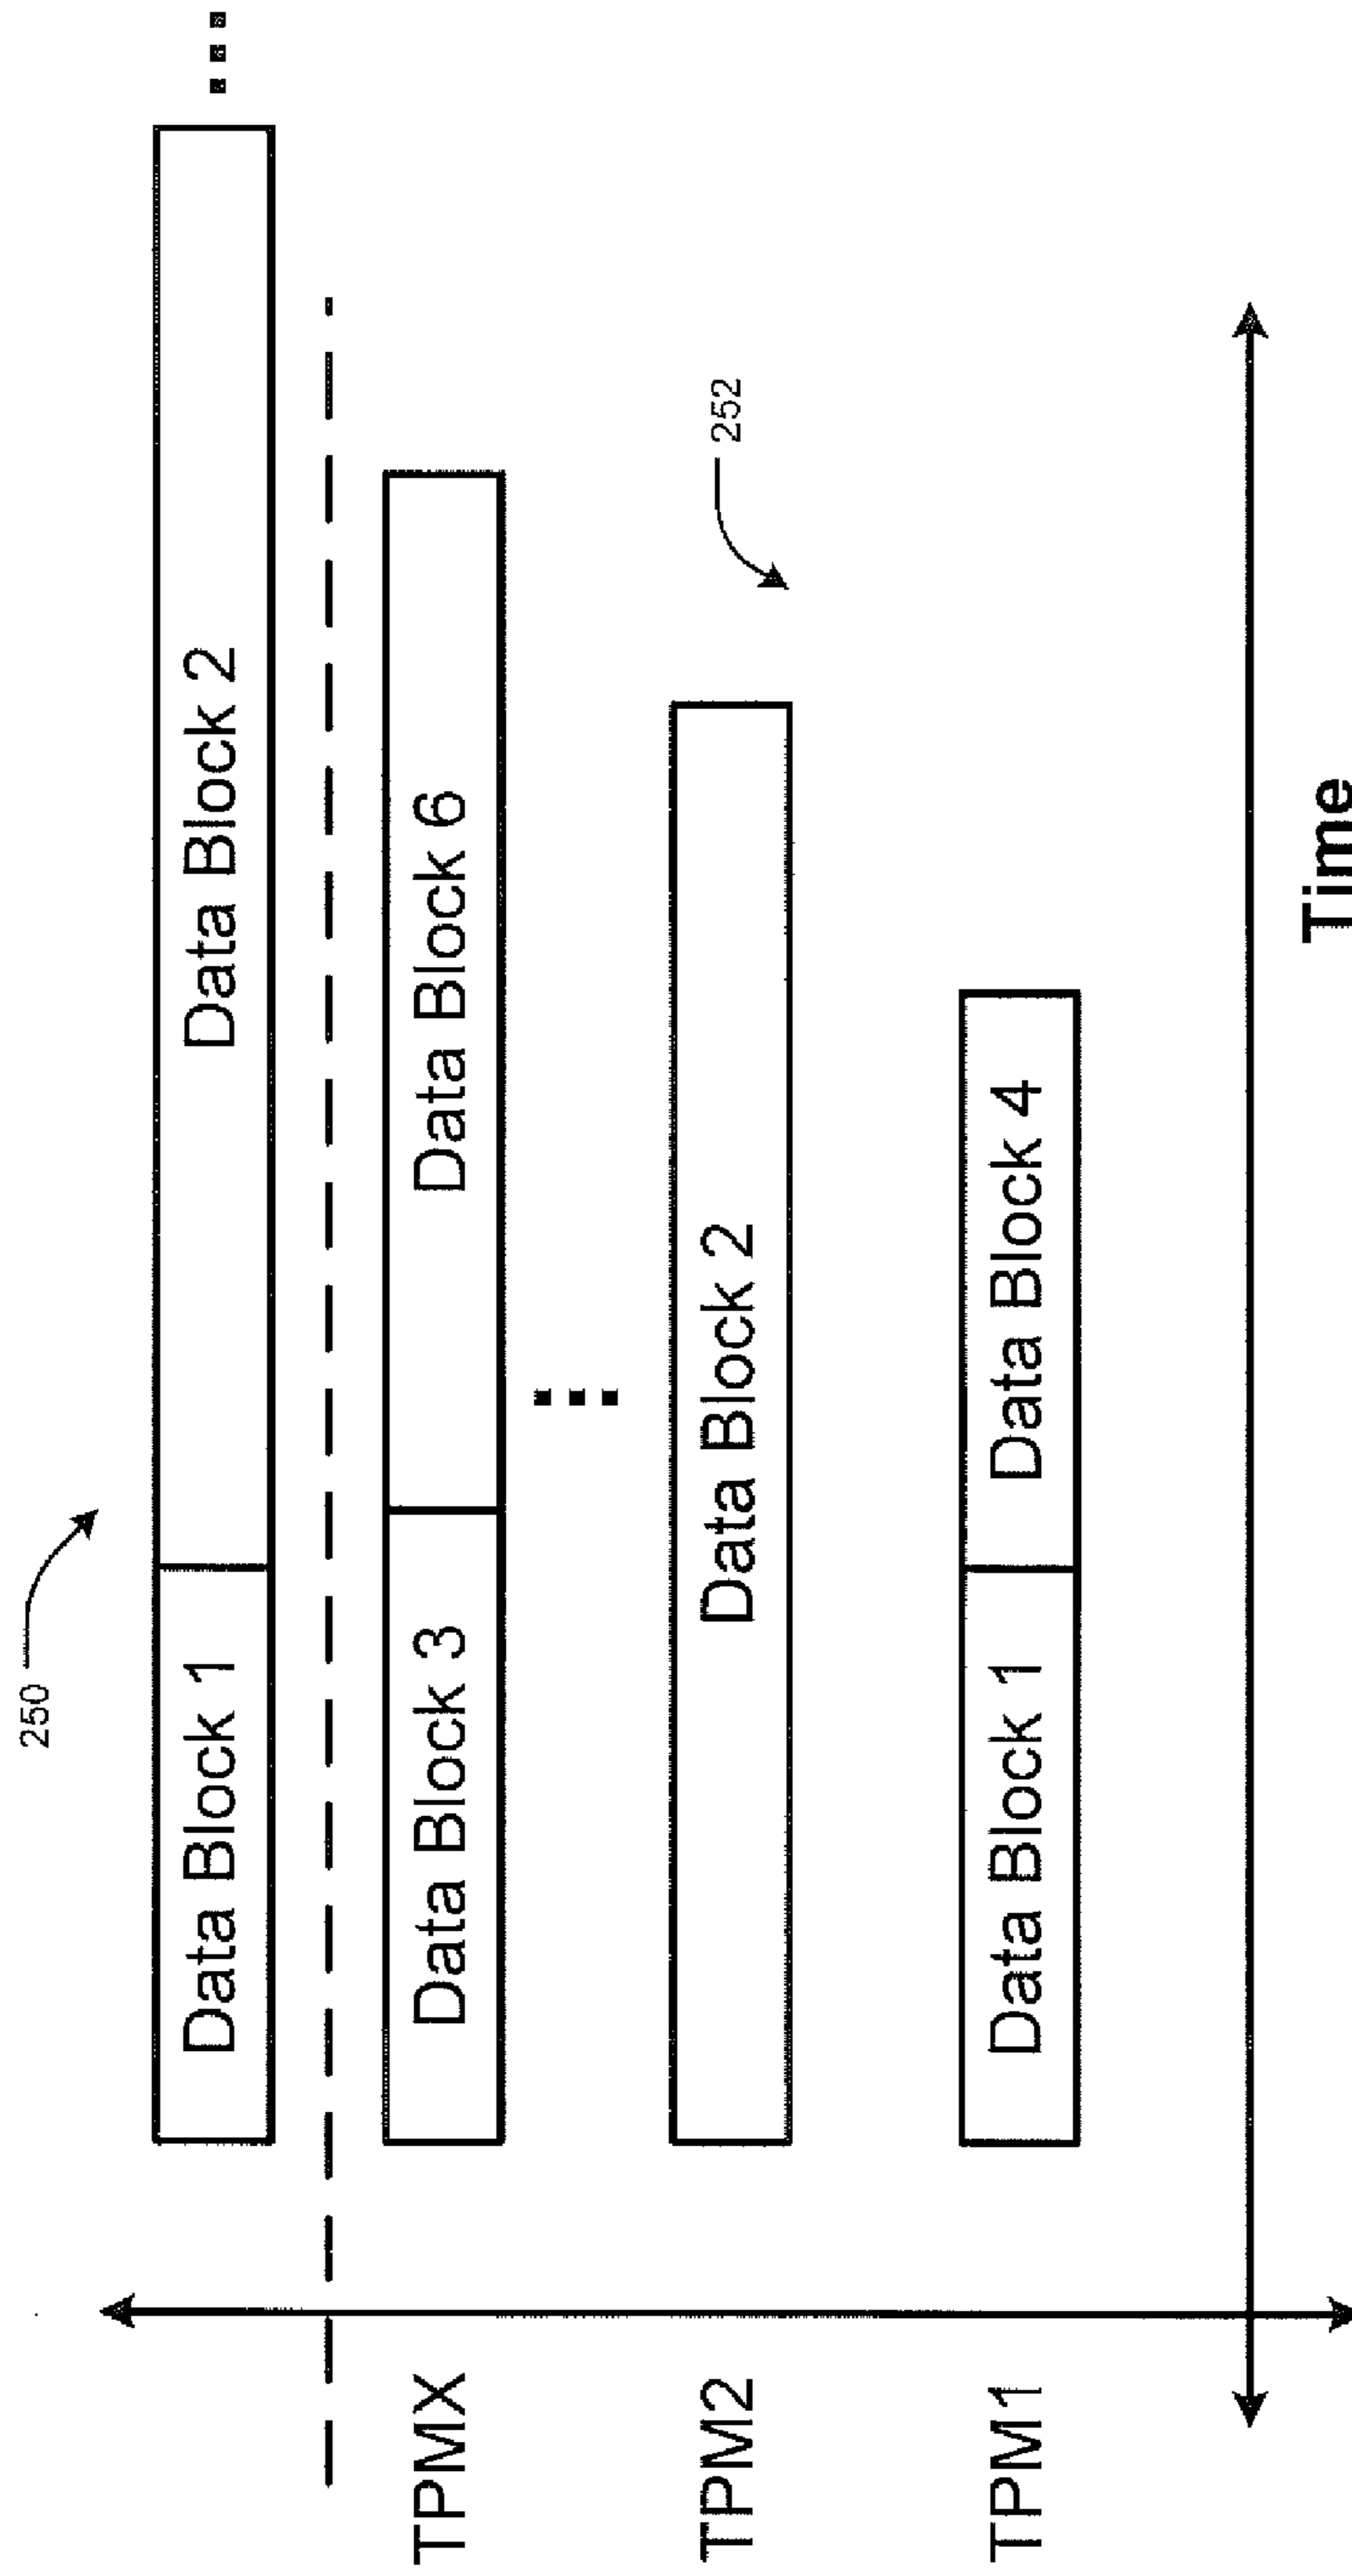 250
Data Block 1
Data Block 2
TPMX
Data Block 3
Data Block 6
252
TPM2
Data Block 2
TPM1
Data Block 1
Data Block 4
Time